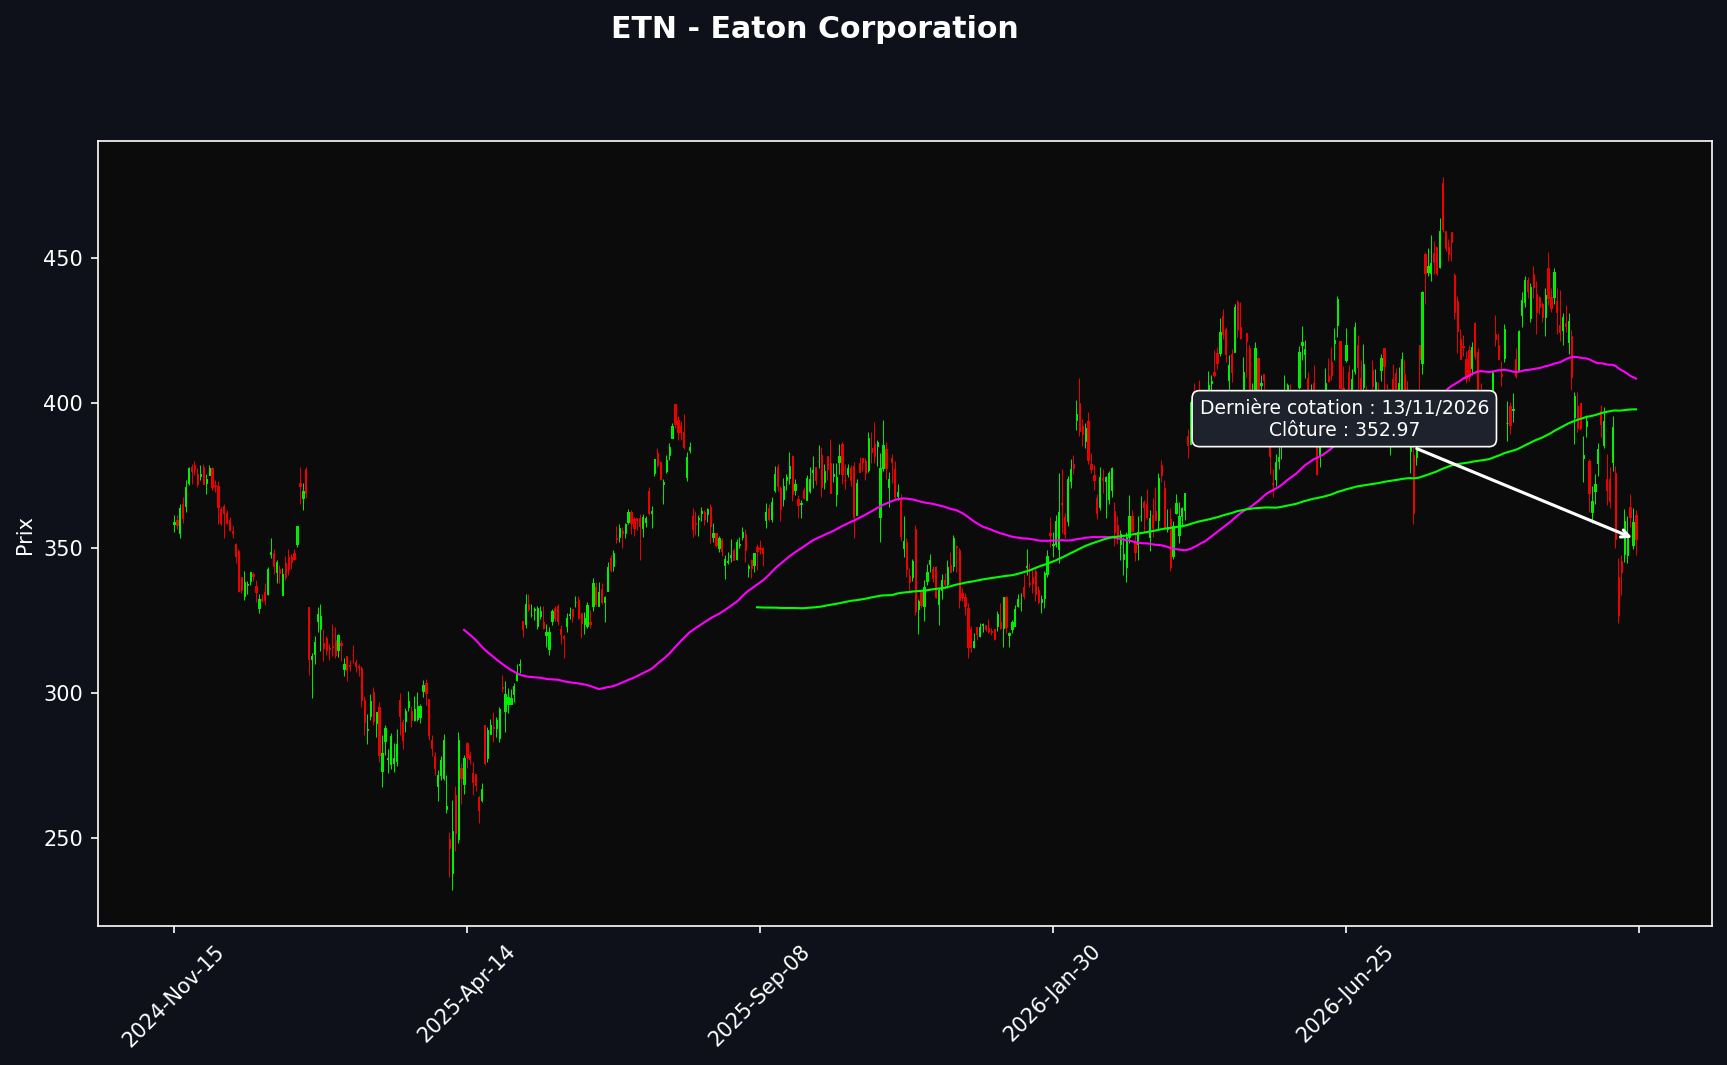 ETN - Eaton Corporation
Prix
450
400
350
300
250
Dernière cotation : 13/11/2026
Clôture : 352.97
2024-Nov-15
2025-Apr-14
2025-Sep-08
2026-Jan-30
2026-Jun-25